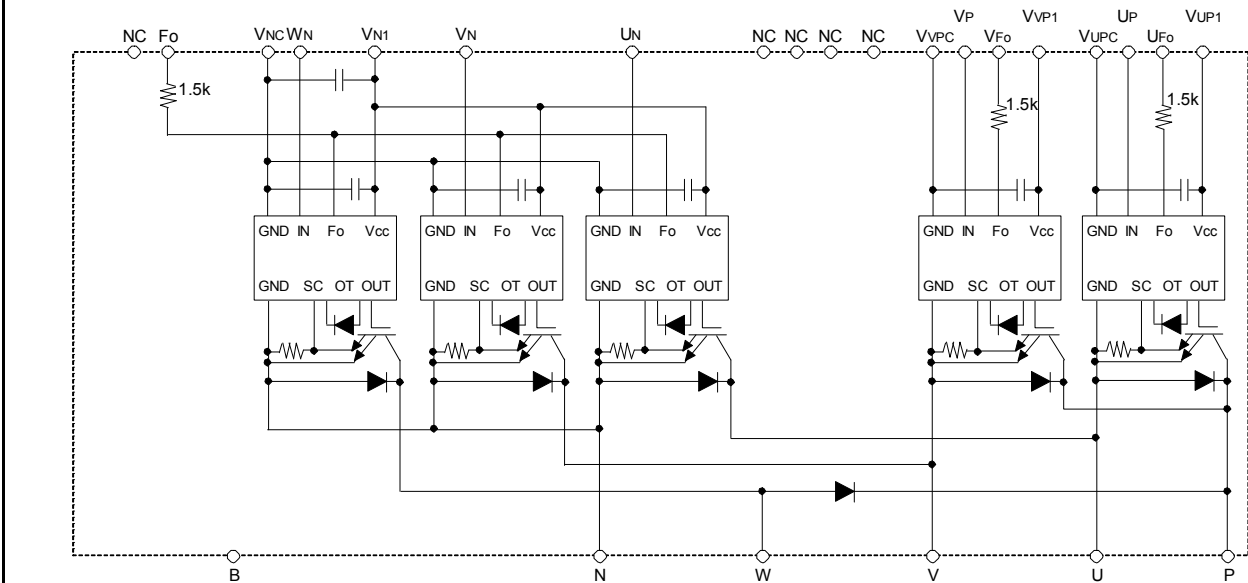 VP VVP1 UP VUP1
NC Fo VNC WN VN1 VN UN NC NC NC NC VVPC VFo VUPC UFo
1.5k 1.5k 1.5k
GND IN Fo Vcc GND IN Fo Vcc GND IN Fo Vcc GND IN Fo Vcc GND IN Fo Vcc
GND SC OT OUT GND SC OT OUT GND SC OT OUT GND SC OT OUT GND SC OT OUT
B N W V U P